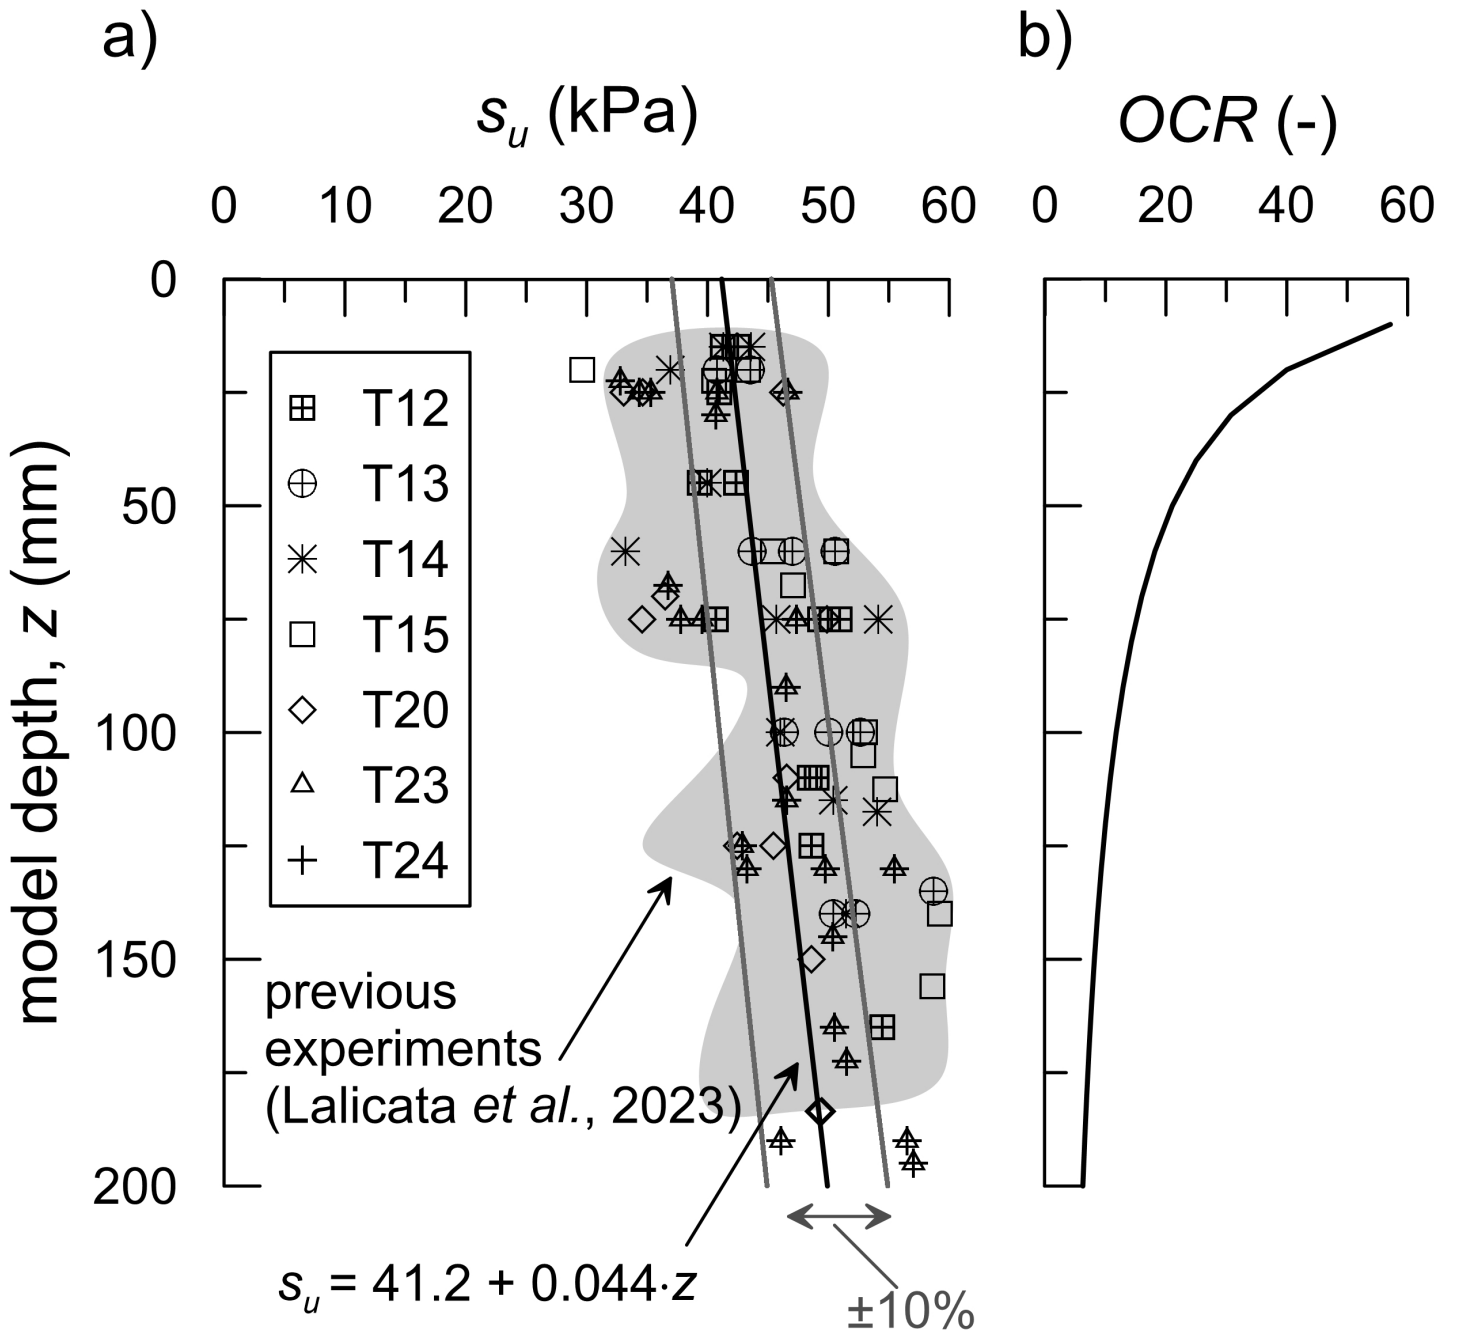 a)
b)
su (kPa)
OCR (-)
0 10 20 30 40 50 60
0 20 40 60
0
50
100
150
200
model depth, z (mm)
T12
T13
T14
T15
T20
T23
T24
previous
experiments
(Lalicata et al., 2023)
su = 41.2 + 0.044·z
±10%